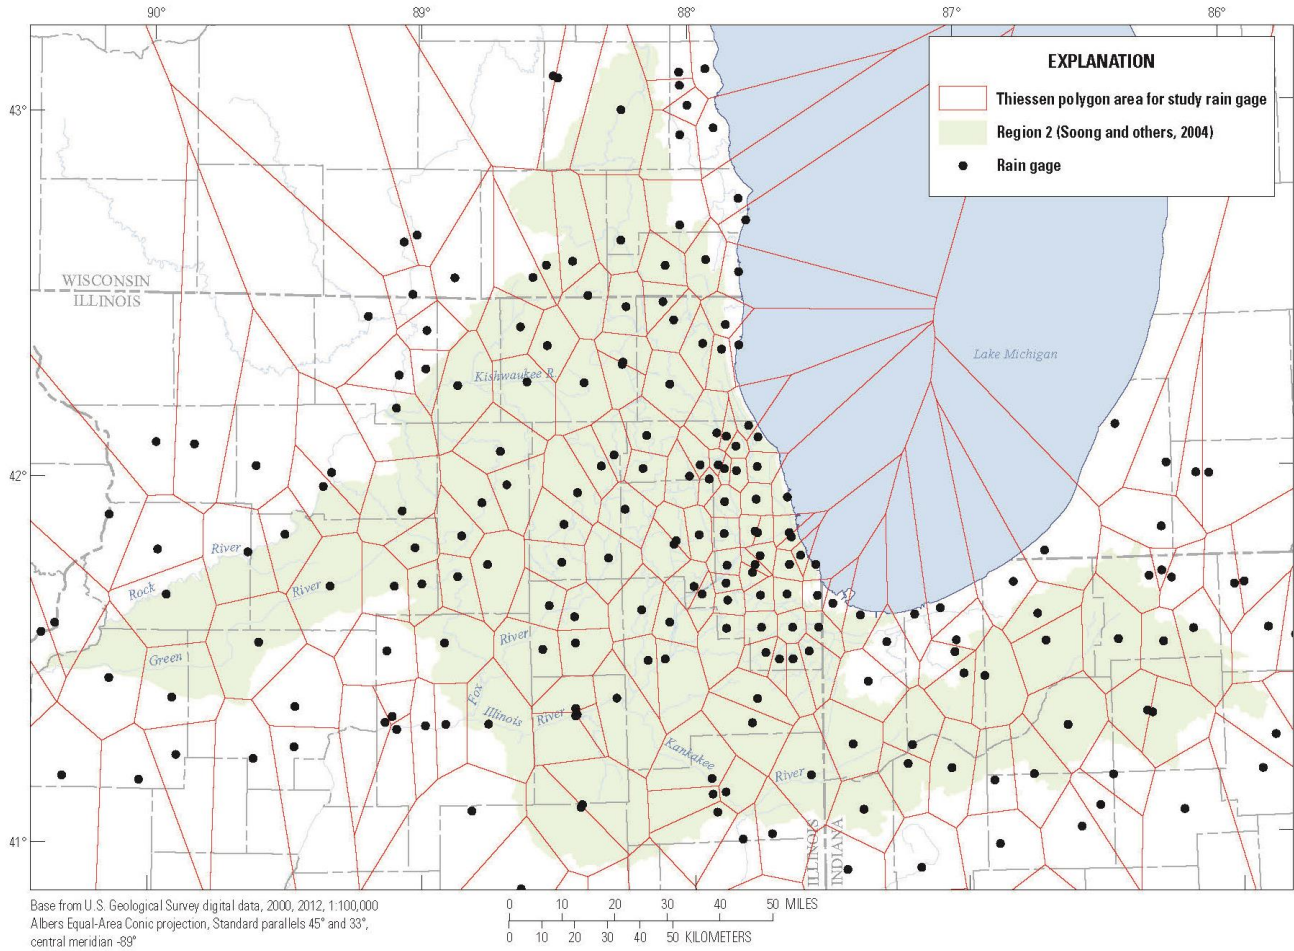 90°
89°
88°
87°
86°
EXPLANATION
Thiessen polygon area for study rain gage
Region 2 (Soong and others, 2004)
Rain gage
43°
WISCONSIN
ILLINOIS
Lake Michigan
Kishwaukee R.
42°
River
Rock
River
Green
River
Fox
Illinois
River
Kankakee
River
41°
ILLINOIS
INDIANA
Base from U.S. Geological Survey digital data, 2000, 2012, 1:100,000
Albers Equal-Area Conic projection, Standard parallels 45° and 33°,
central meridian -89°
0 10 20 30 40 50 MILES
0 10 20 30 40 50 KILOMETERS